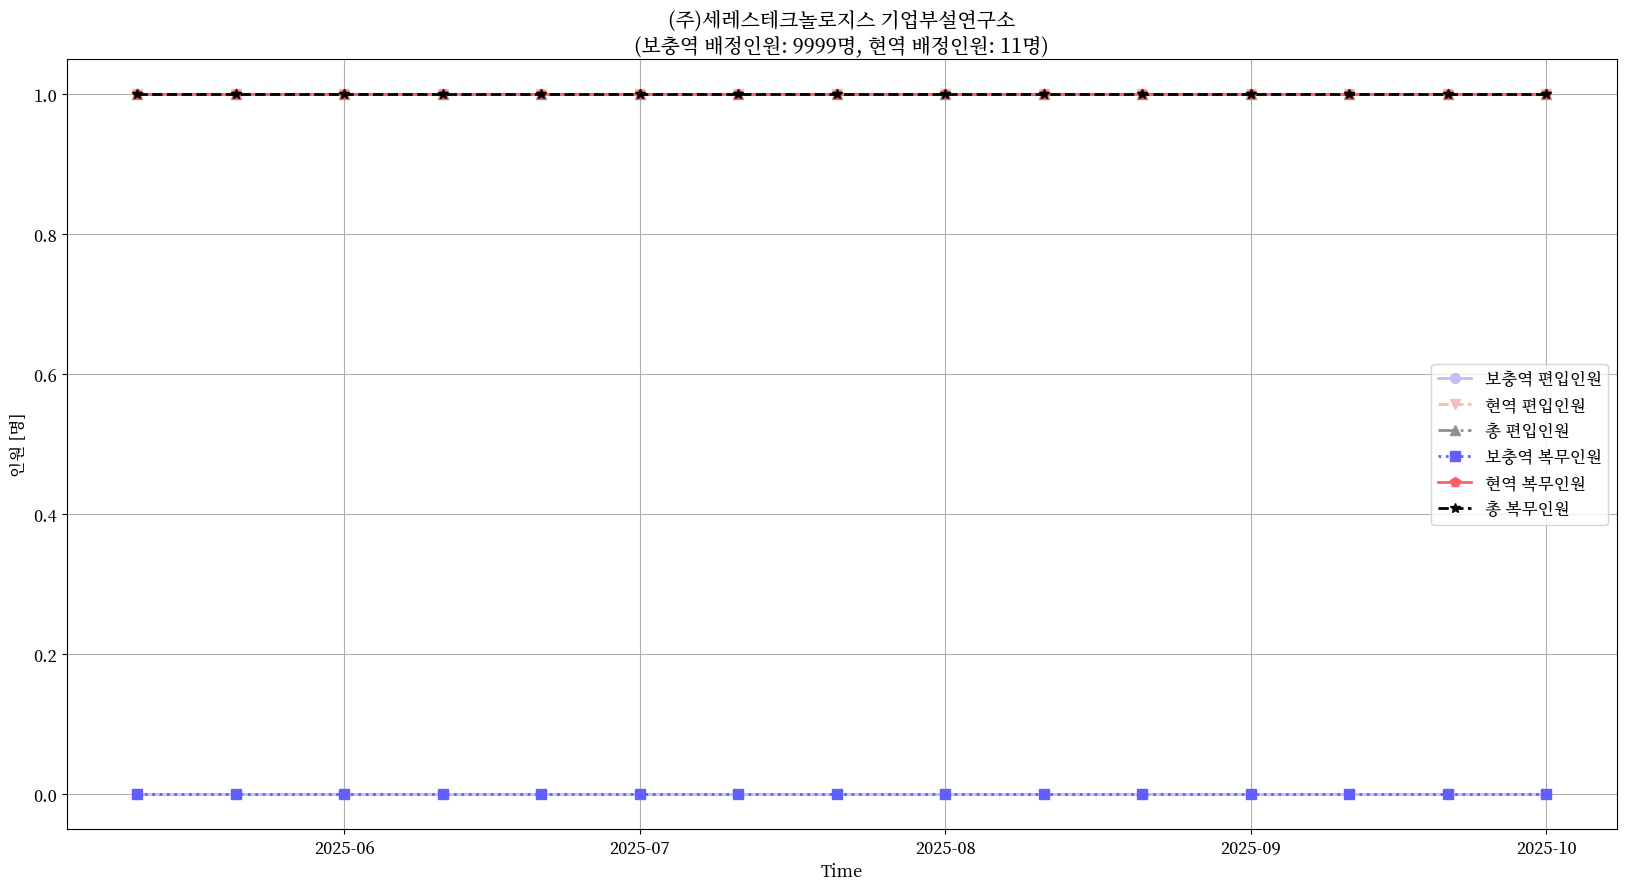 (주)세레스테크놀로지스 기업부설연구소
(보충역 배정인원: 9999명, 현역 배정인원: 11명)
인원 [명]
1.0
0.8
0.6
0.4
0.2
0.0
보충역 편입인원
현역 편입인원
총 편입인원
보충역 복무인원
현역 복무인원
총 복무인원
2025-06
2025-07
2025-08
2025-09
2025-10
Time